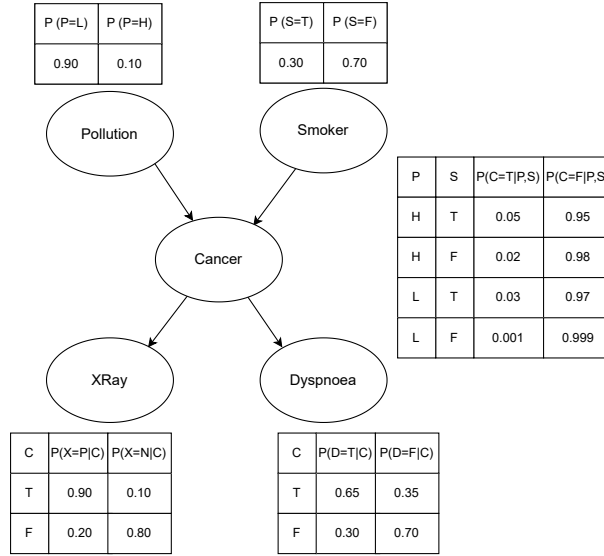 P (P=L) P (P=H)
0.90 0.10
P (S=T) P (S=F)
0.30 0.70
Pollution
Smoker
Cancer
P S P(C=T|P,S) P(C=F|P,S
H T 0.05 0.95
H F 0.02 0.98
L T 0.03 0.97
L F 0.001 0.999
XRay
Dyspnoea
C P(X=P|C) P(X=N|C)
T 0.90 0.10
F 0.20 0.80
C P(D=T|C) P(D=F|C)
T 0.65 0.35
F 0.30 0.70